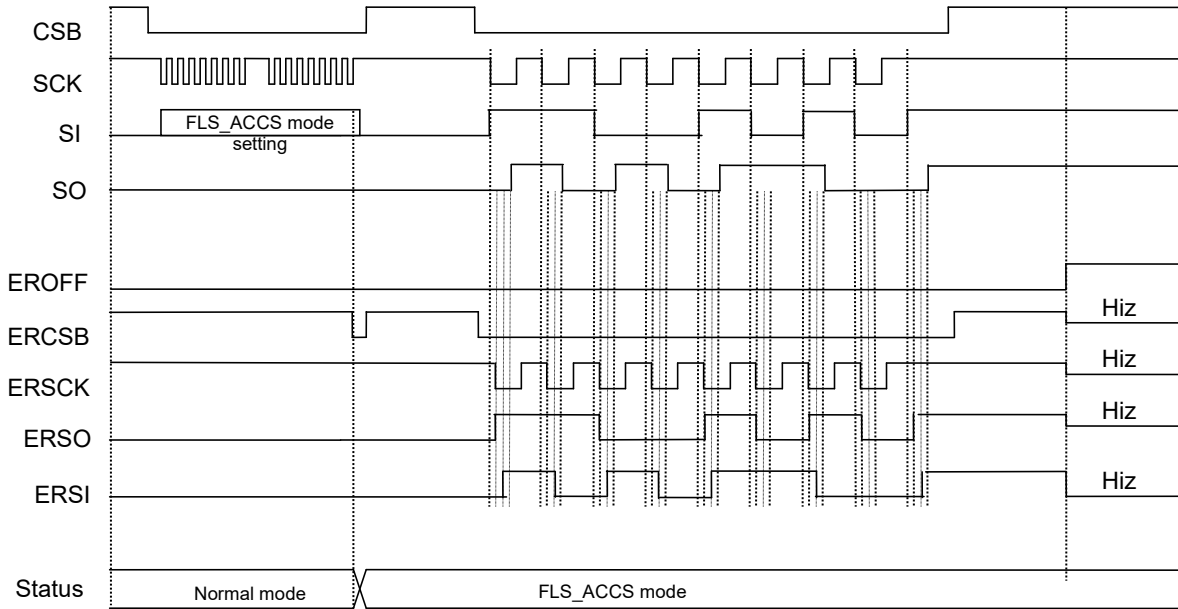 CSB
SCK
SI
FLS_ACCS mode
setting
SO
EROFF
Hiz
ERCSB
Hiz
ERSCK
Hiz
ERSO
Hiz
ERSI
Status
Normal mode
FLS_ACCS mode